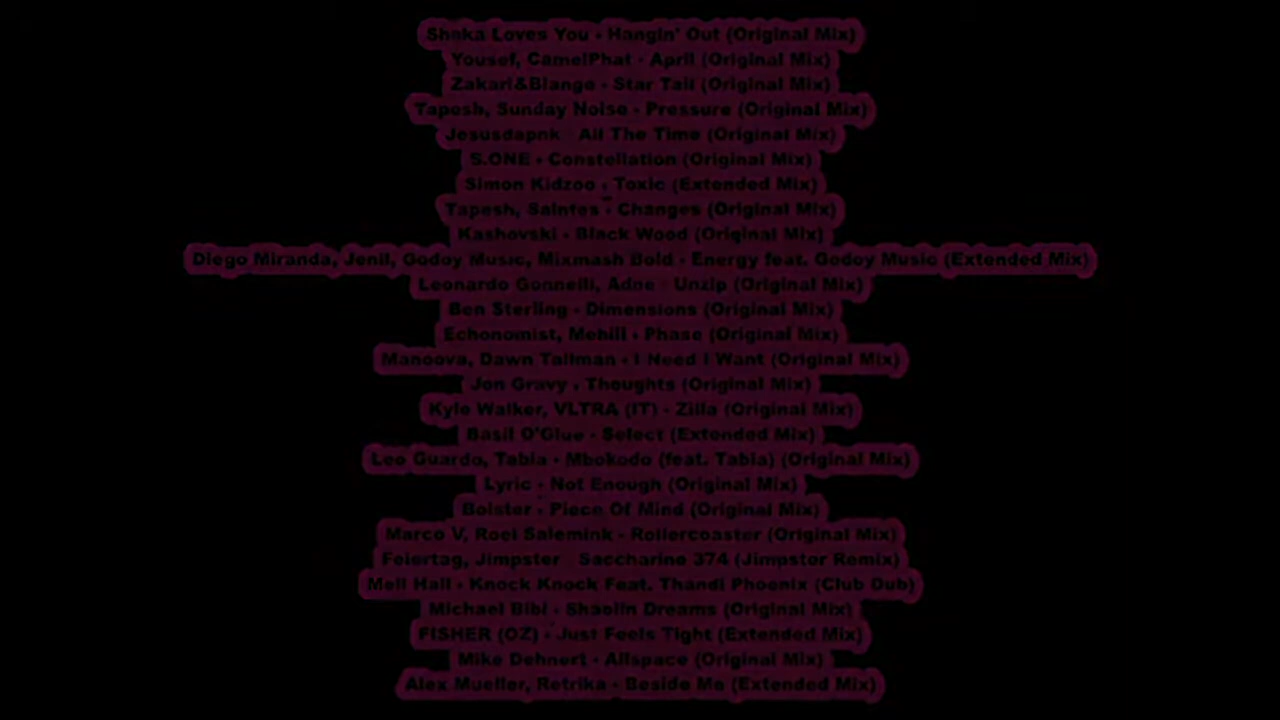 Shaka Loves You - Hangin' Out (Original Mix)
Yousef, CamelPhat - April (Original Mix)
Zakari&Blange - Star Tail (Original Mix)
Tapesh, Sunday Noise - Pressure (Original Mix)
Jesusdapnk - All The Time (Original Mix)
S.ONE - Constellation (Original Mix)
Simon Kidzoo - Toxic (Extended Mix)
Tapesh, Saintes - Changes (Original Mix)
Kashovski - Black Wood (Original Mix)
Diego Miranda, Jenil, Godoy Music, Mixmash Bold - Energy feat. Godoy Music (Extended Mix)
Leonardo Gonnelli, Adne - Unzip (Original Mix)
Ben Sterling - Dimensions (Original Mix)
Echonomist, Mehill - Phase (Original Mix)
Manoova, Dawn Tallman - I Need I Want (Original Mix)
Jon Gravy - Thoughts (Original Mix)
Kyle Walker, VLTRA (IT) - Zilla (Original Mix)
Basil O'Glue - Select (Extended Mix)
Leo Guardo, Tabia - Mbokodo (feat. Tabia) (Original Mix)
Lyric - Not Enough (Original Mix)
Bolster - Piece Of Mind (Original Mix)
Marco V, Roel Salemink - Rollercoaster (Original Mix)
Feiertag, Jimpster - Saccharine 374 (Jimpster Remix)
Mell Hall - Knock Knock Feat. Thandi Phoenix (Club Dub)
Michael Bibi - Shaolin Dreams (Original Mix)
FISHER (OZ) - Just Feels Tight (Extended Mix)
Mike Dehnert - Allspace (Original Mix)
Alex Mueller, Retrika - Beside Me (Extended Mix)